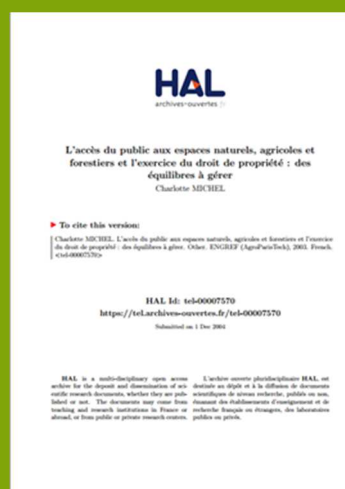 HAL
archives-ouvertes.fr
L'accès du public aux espaces naturels, agricoles et
forestiers et l'exercice du droit de propriété : des
équilibres à gérer
Charlotte MICHEL
To cite this version:
Charlotte MICHEL. L'accès du public aux espaces naturels, agricoles et forestiers et l'exercice
du droit de propriété : des équilibres à gérer. Other. ENGREF (AgroParisTech), 2003. French.
<tel-00007570>
HAL Id: tel-00007570
https://tel.archives-ouvertes.fr/tel-00007570
Submitted on 1 Dec 2004
HAL is a multi-disciplinary open access
archive for the deposit and dissemination of sci-
entific research documents, whether they are pub-
lished or not. The documents may come from
teaching and research institutions in France or
abroad, or from public or private research centers.
L'archive ouverte pluridisciplinaire HAL, est
destinée au dépôt et à la diffusion de documents
scientifiques de niveau recherche, publiés ou non,
émanant des établissements d'enseignement et de
recherche français ou étrangers, des laboratoires
publics ou privés.